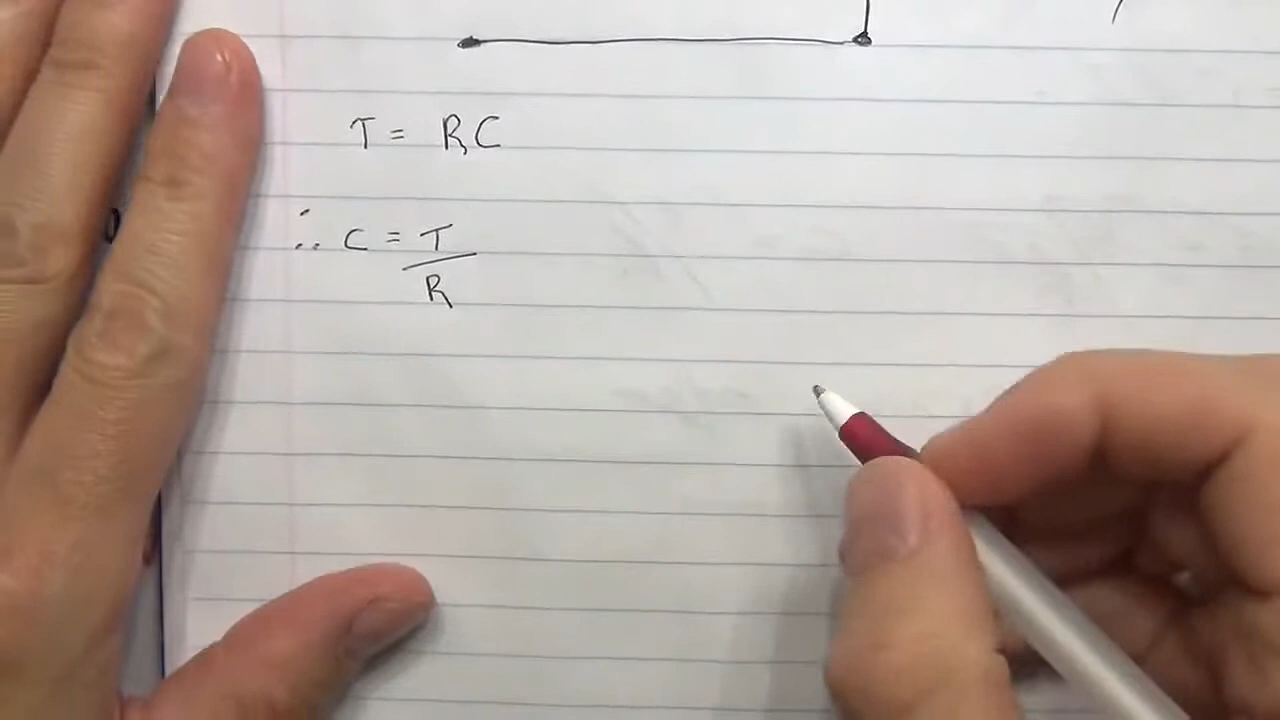 T = RC
∴ C = T
R